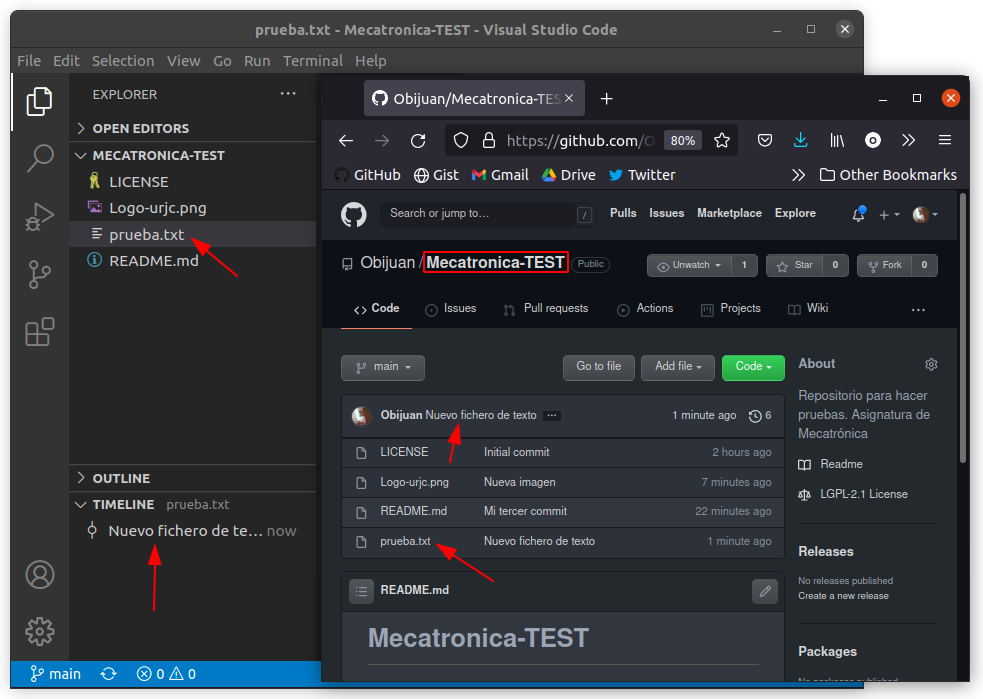 prueba.txt - Mecatronica-TEST - Visual Studio Code
File Edit Selection View Go Run Terminal Help
EXPLORER
OPEN EDITORS
MECATRONICA-TEST
LICENSE
Logo-urjc.png
prueba.txt
README.md
OUTLINE
TIMELINE prueba.txt
Nuevo fichero de te... now
main 0 0
Obijuan/Mecatronica-TES
https://github.com/O 80%
GitHub Gist Gmail Drive Twitter Other Bookmarks
Search or jump to… / Pulls Issues Marketplace Explore
Obijuan / Mecatronica-TEST Public Unwatch 1 Star 0 Fork 0
Code Issues Pull requests Actions Projects Wiki
main Go to file Add file Code
Obijuan Nuevo fichero de texto 1 minute ago 6
LICENSE Initial commit 2 hours ago
Logo-urjc.png Nueva imagen 7 minutes ago
README.md Mi tercer commit 22 minutes ago
prueba.txt Nuevo fichero de texto 1 minute ago
README.md
Mecatronica-TEST
About
Repositorio para hacer
pruebas. Asignatura de
Mecatrónica
Readme
LGPL-2.1 License
Releases
No releases published
Create a new release
Packages